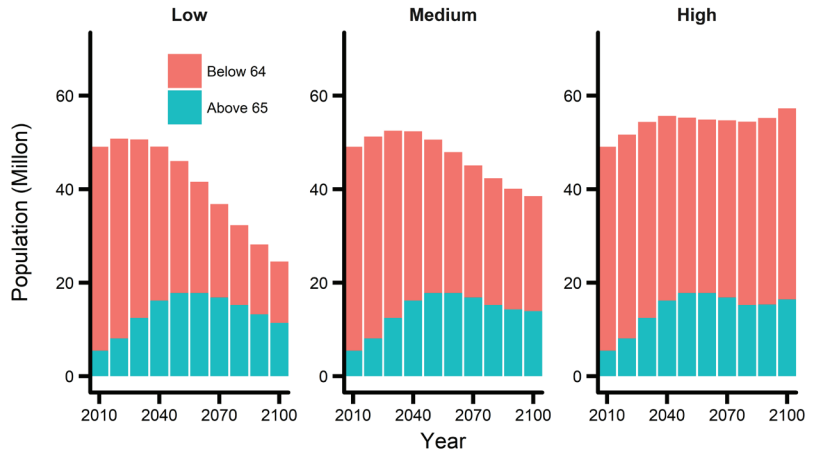 Low Medium High
Below 64
Above 65
Population (Millon)
60 60 60
40 40 40
20 20 20
0 0 0
2010 2040 2070 2100 2010 2040 2070 2100 2010 2040 2070 2100
Year